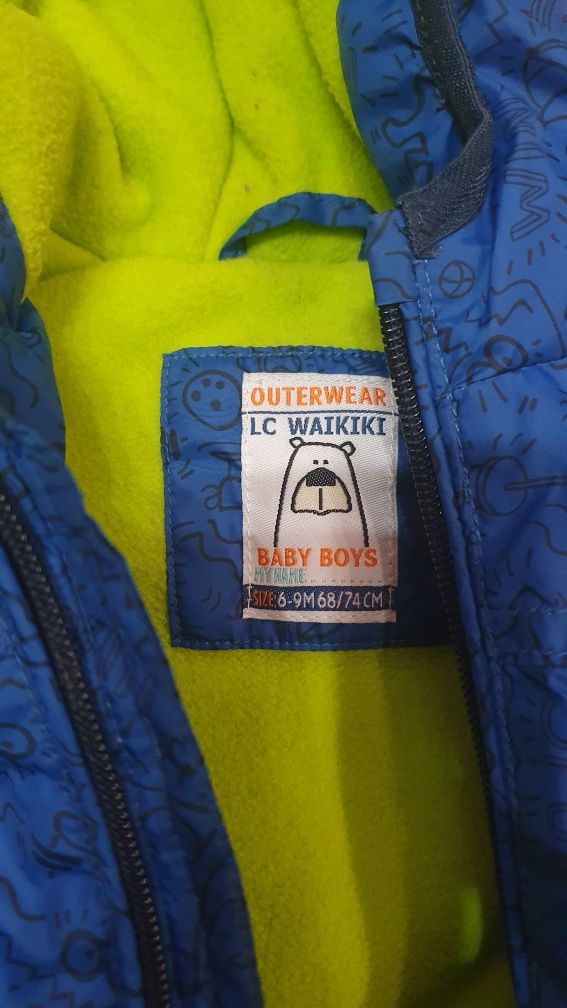 OUTERWEAR
LC WAIKIKI
BABY BOYS
MY NAME
SIZE: 6-9M 68/74 CM